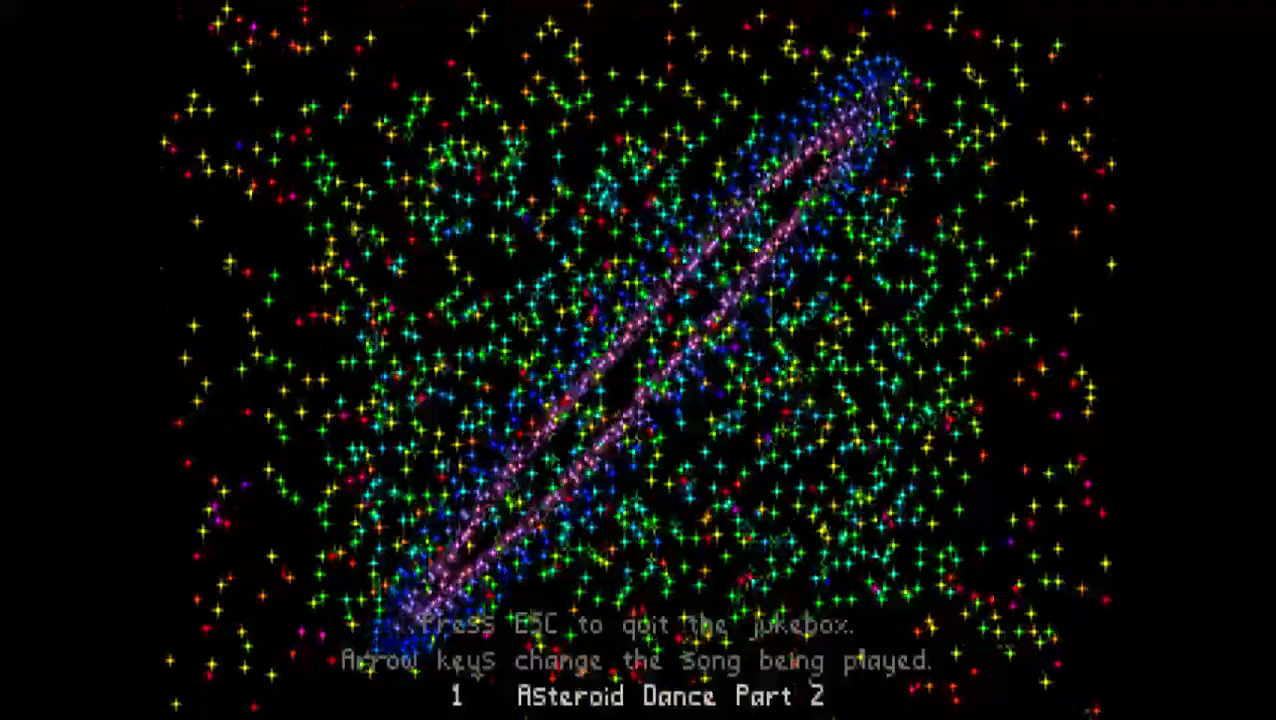 Press ESC to quit the jukebox.
Arrow keys change the song being played.
1 Asteroid Dance Part 2